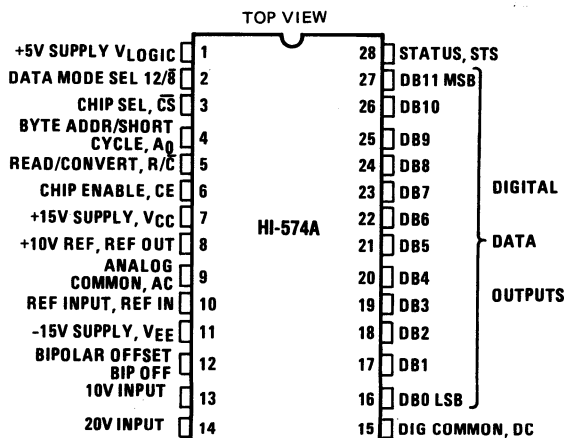 TOP VIEW
+5V SUPPLY VLOGIC 1
DATA MODE SEL 12/8̅ 2
CHIP SEL, C̅S̅ 3
BYTE ADDR/SHORT
CYCLE, A0 4
READ/CONVERT, R/C̅ 5
CHIP ENABLE, CE 6
+15V SUPPLY, VCC 7
+10V REF, REF OUT 8
ANALOG
COMMON, AC 9
REF INPUT, REF IN 10
-15V SUPPLY, VEE 11
BIPOLAR OFFSET
BIP OFF 12
10V INPUT 13
20V INPUT 14
HI-574A
28 STATUS, STS
27 DB11 MSB
26 DB10
25 DB9
24 DB8
23 DB7
22 DB6
21 DB5
20 DB4
19 DB3
18 DB2
17 DB1
16 DB0 LSB
15 DIG COMMON, DC
DIGITAL
DATA
OUTPUTS